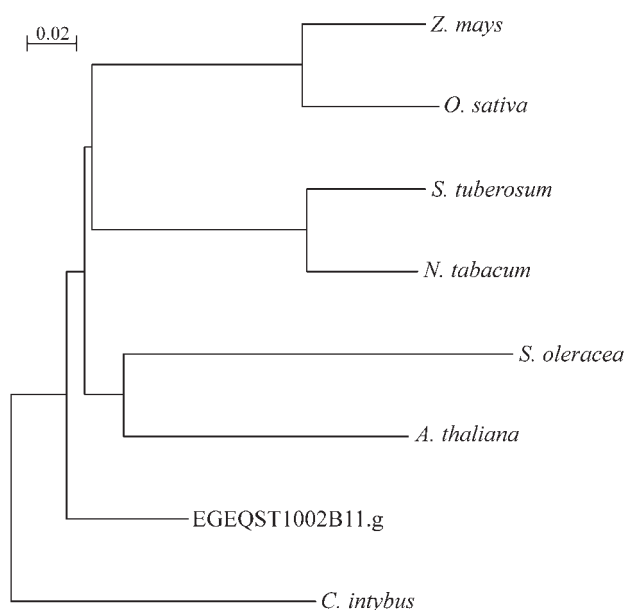 Z. mays
0.02
O. sativa
S. tuberosum
N. tabacum
S. oleracea
A. thaliana
EGEQST1002B11.g
C. intybus